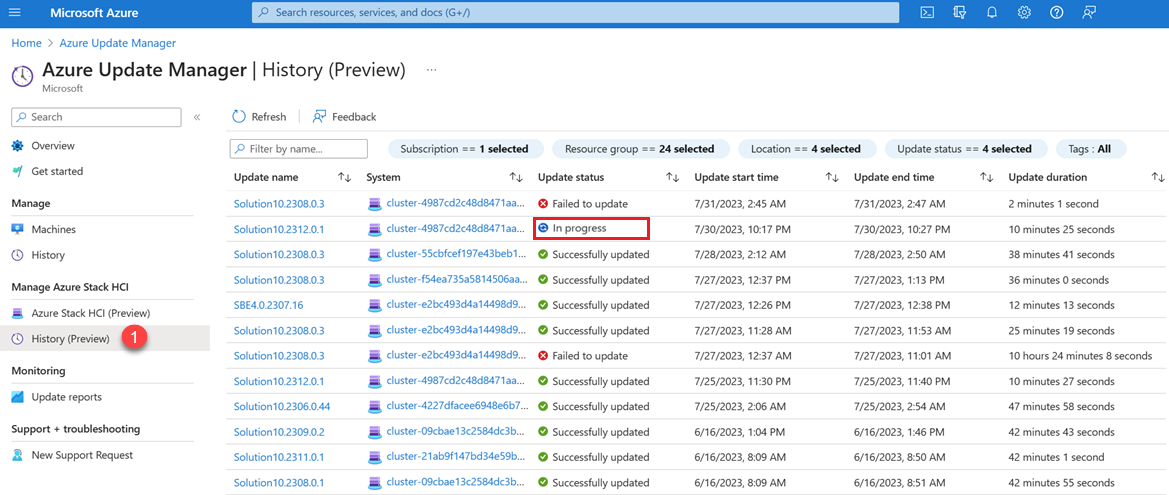 Microsoft Azure
Search resources, services, and docs (G+/)
Home > Azure Update Manager
Azure Update Manager | History (Preview) ...
Microsoft
Search «
Overview
Get started
Manage
Machines
History
Manage Azure Stack HCI
Azure Stack HCI (Preview)
History (Preview) 1
Monitoring
Update reports
Support + troubleshooting
New Support Request
Refresh Feedback
Filter by name... Subscription == 1 selected Resource group == 24 selected Location == 4 selected Update status == 4 selected Tags : All
Update name System Update status Update start time Update end time Update duration
Solution10.2308.0.3 cluster-4987cd2c48d8471aa... Failed to update 7/31/2023, 2:45 AM 7/31/2023, 2:47 AM 2 minutes 1 second
Solution10.2312.0.1 cluster-4987cd2c48d8471aa... In progress 7/30/2023, 10:17 PM 7/30/2023, 10:27 PM 10 minutes 25 seconds
Solution10.2308.0.3 cluster-55cbfcef197e43beb1... Successfully updated 7/28/2023, 2:12 AM 7/28/2023, 2:50 AM 38 minutes 41 seconds
Solution10.2308.0.3 cluster-f54ea735a5814506aa... Successfully updated 7/27/2023, 12:37 PM 7/27/2023, 1:13 PM 36 minutes 0 seconds
SBE4.0.2307.16 cluster-e2bc493d4a14498d9... Successfully updated 7/27/2023, 12:26 PM 7/27/2023, 12:38 PM 12 minutes 13 seconds
Solution10.2308.0.3 cluster-e2bc493d4a14498d9... Successfully updated 7/27/2023, 11:28 AM 7/27/2023, 11:53 AM 25 minutes 19 seconds
Solution10.2308.0.3 cluster-e2bc493d4a14498d9... Failed to update 7/27/2023, 12:37 AM 7/27/2023, 11:01 AM 10 hours 24 minutes 8 seconds
Solution10.2312.0.1 cluster-4987cd2c48d8471aa... Successfully updated 7/25/2023, 11:30 PM 7/25/2023, 11:40 PM 10 minutes 27 seconds
Solution10.2306.0.44 cluster-4227dfacee6948e6b7... Successfully updated 7/25/2023, 2:06 AM 7/25/2023, 2:54 AM 47 minutes 58 seconds
Solution10.2309.0.2 cluster-09cbae13c2584dc3b... Successfully updated 6/16/2023, 1:04 PM 6/16/2023, 1:46 PM 42 minutes 43 seconds
Solution10.2311.0.1 cluster-21ab9f147bd34e59b... Successfully updated 6/16/2023, 8:09 AM 6/16/2023, 8:50 AM 42 minutes 1 second
Solution10.2308.0.1 cluster-09cbae13c2584dc3b... Successfully updated 6/16/2023, 8:09 AM 6/16/2023, 8:51 AM 42 minutes 55 seconds